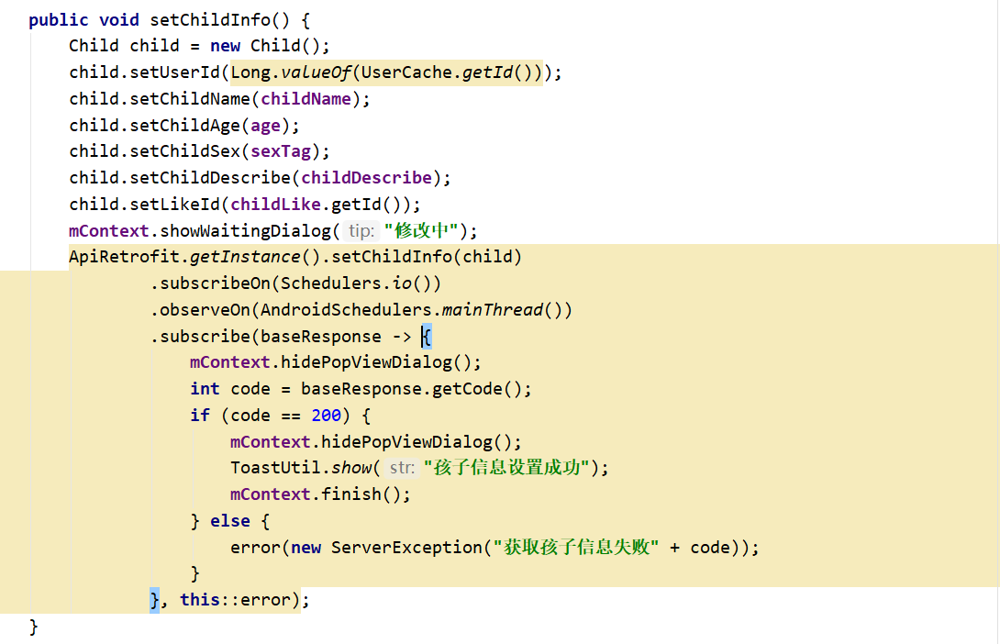 public void setChildInfo() {
    Child child = new Child();
    child.setUserId(Long.valueOf(UserCache.getId()));
    child.setChildName(childName);
    child.setChildAge(age);
    child.setChildSex(sexTag);
    child.setChildDescribe(childDescribe);
    child.setLikeId(childLike.getId());
    mContext.showWaitingDialog( tip: "修改中");
    ApiRetrofit.getInstance().setChildInfo(child)
            .subscribeOn(Schedulers.io())
            .observeOn(AndroidSchedulers.mainThread())
            .subscribe(baseResponse -> {
                mContext.hidePopViewDialog();
                int code = baseResponse.getCode();
                if (code == 200) {
                    mContext.hidePopViewDialog();
                    ToastUtil.show( str: "孩子信息设置成功");
                    mContext.finish();
                } else {
                    error(new ServerException("获取孩子信息失败" + code));
                }
            }, this::error);
}